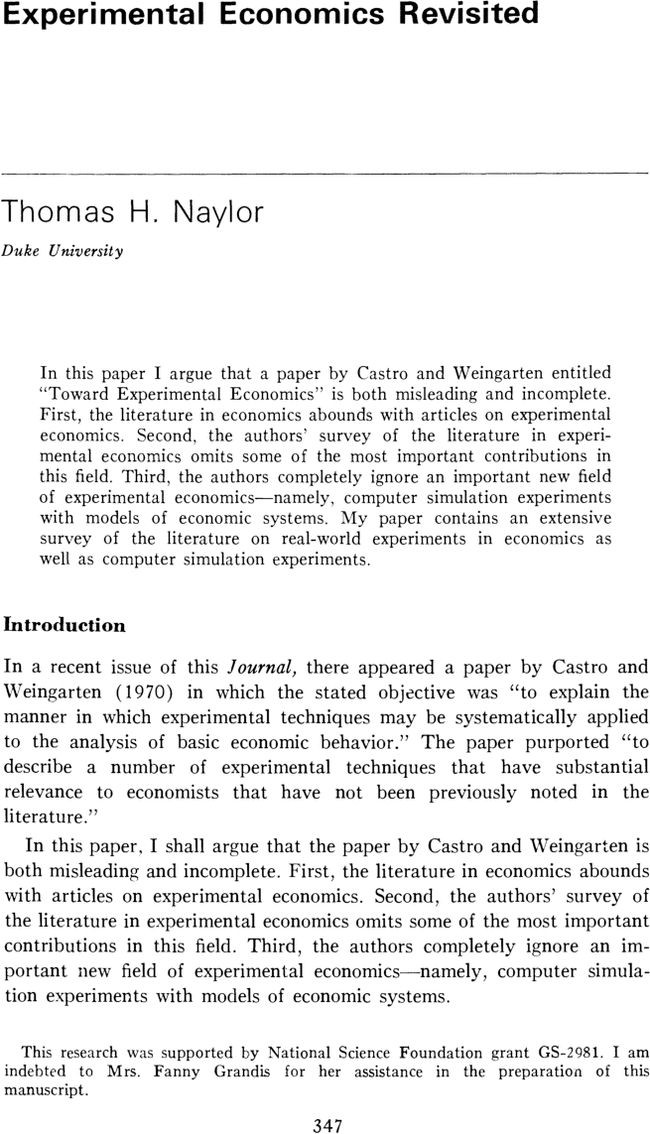 Experimental Economics Revisited
Thomas H. Naylor
Duke University
In this paper I argue that a paper by Castro and Weingarten entitled
“Toward Experimental Economics” is both misleading and incomplete.
First, the literature in economics abounds with articles on experimental
economics. Second, the authors’ survey of the literature in experi-
mental economics omits some of the most important contributions in
this field. Third, the authors completely ignore an important new field
of experimental economics—namely, computer simulation experiments
with models of economic systems. My paper contains an extensive
survey of the literature on real-world experiments in economics as
well as computer simulation experiments.
Introduction
In a recent issue of this Journal, there appeared a paper by Castro and
Weingarten (1970) in which the stated objective was “to explain the
manner in which experimental techniques may be systematically applied
to the analysis of basic economic behavior.” The paper purported “to
describe a number of experimental techniques that have substantial
relevance to economists that have not been previously noted in the
literature.”
In this paper, I shall argue that the paper by Castro and Weingarten is
both misleading and incomplete. First, the literature in economics abounds
with articles on experimental economics. Second, the authors’ survey of
the literature in experimental economics omits some of the most important
contributions in this field. Third, the authors completely ignore an im-
portant new field of experimental economics—namely, computer simula-
tion experiments with models of economic systems.
This research was supported by National Science Foundation grant GS-2981. I am
indebted to Mrs. Fanny Grandis for her assistance in the preparation of this
manuscript.
347